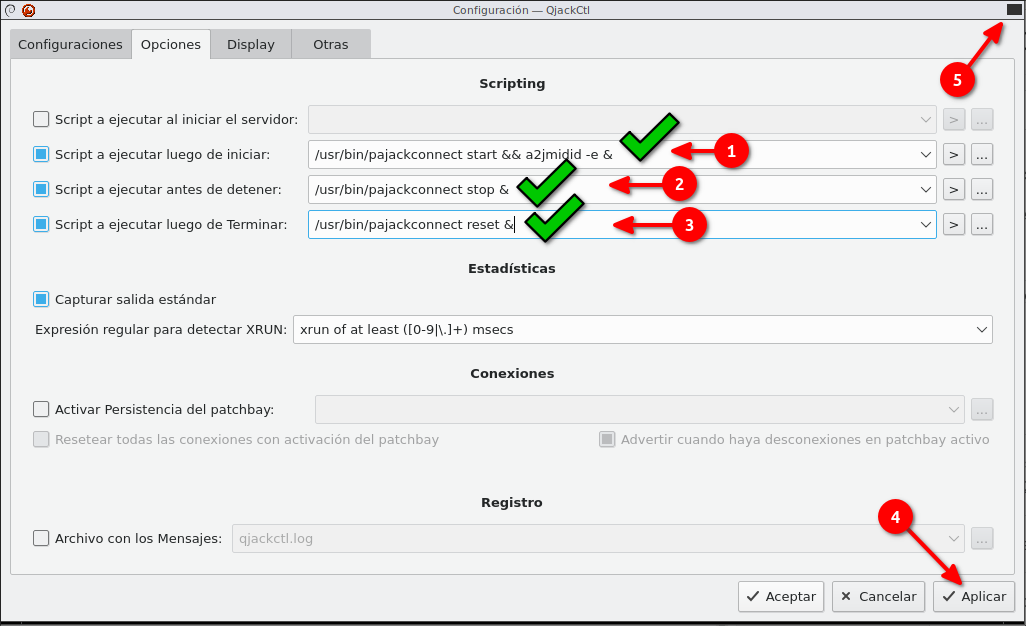 Configuración — QjackCtl
5
Configuraciones Opciones Display Otras
Scripting
Script a ejecutar al iniciar el servidor: > ...
Script a ejecutar luego de iniciar: /usr/bin/pajackconnect start && a2jmidid -e & 1 > ...
Script a ejecutar antes de detener: /usr/bin/pajackconnect stop & 2 > ...
Script a ejecutar luego de Terminar: /usr/bin/pajackconnect reset & 3 > ...
Estadísticas
Capturar salida estándar
Expresión regular para detectar XRUN: xrun of at least ([0-9|\.]+) msecs
Conexiones
Activar Persistencia del patchbay: ...
Resetear todas las conexiones con activación del patchbay Advertir cuando haya desconexiones en patchbay activo
Registro
4
Archivo con los Mensajes: qjackctl.log ...
Aceptar Cancelar Aplicar